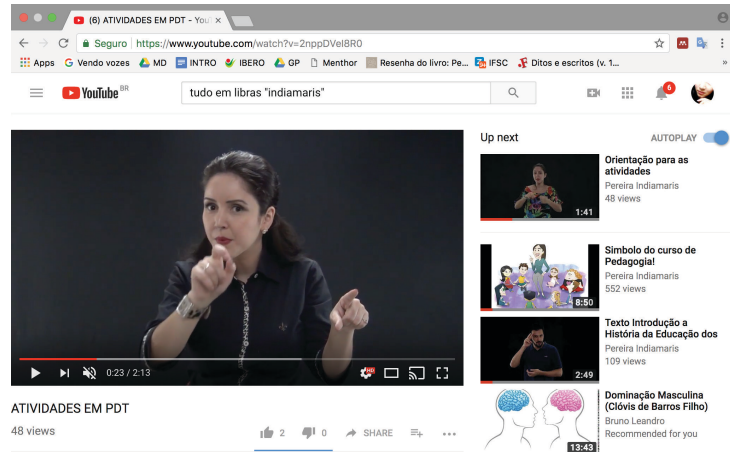 (6) ATIVIDADES EM PDT - YouT
Seguro https://www.youtube.com/watch?v=2nppDVeI8R0
Apps Vendo vozes MD INTRO IBERO GP Menthor Resenha do livro: Pe... IFSC Ditos e escritos (v. 1... »
YouTube BR tudo em libras "indiamaris" 6
Up next AUTOPLAY
Orientação para as
atividades
Pereira Indiamaris
48 views
1:41
Simbolo do curso de
Pedagogia!
Pereira Indiamaris
552 views
8:50
Texto Introdução a
História da Educação dos
Pereira Indiamaris
109 views
2:49
Dominação Masculina
(Clóvis de Barros Filho)
Bruno Leandro
Recommended for you
13:43
0:23 / 2:13 HD
ATIVIDADES EM PDT
48 views 2 0 SHARE